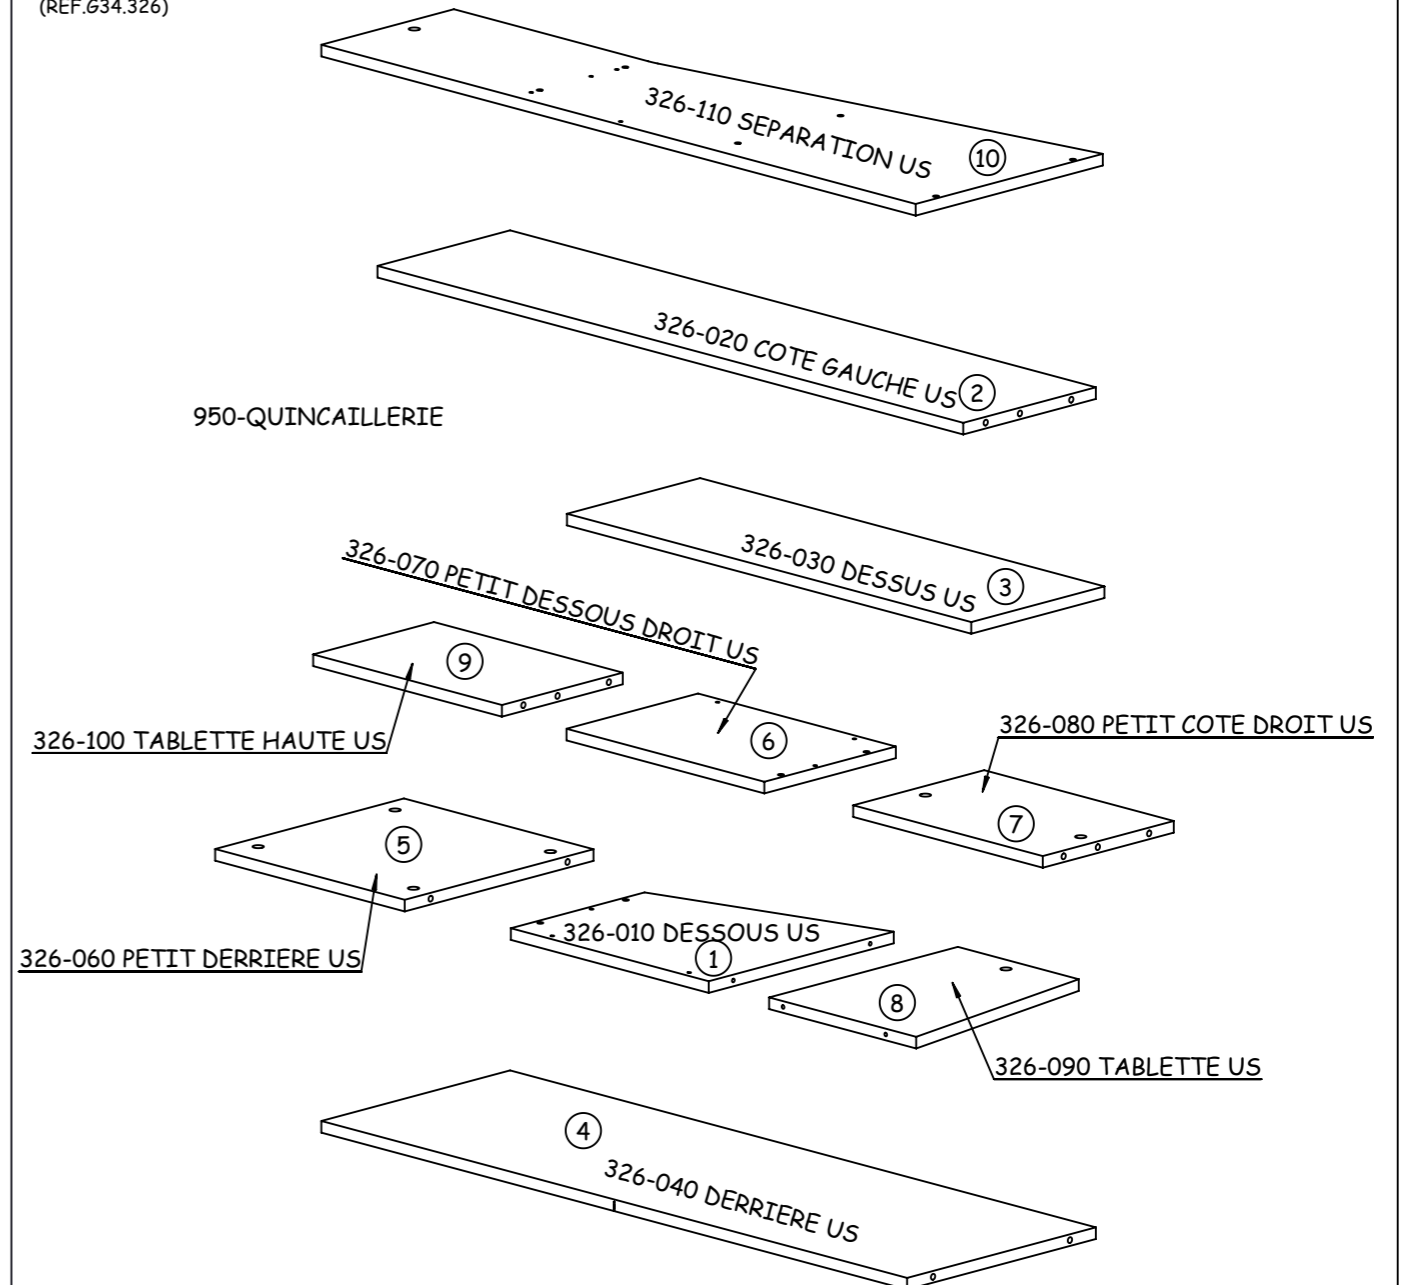 (REF.G34.326)
326-110 SEPARATION US
10
326-020 COTE GAUCHE US
2
950-QUINCAILLERIE
326-030 DESSUS US
3
326-070 PETIT DESSOUS DROIT US
9
326-100 TABLETTE HAUTE US
6
326-080 PETIT COTE DROIT US
7
5
326-060 PETIT DERRIERE US
326-010 DESSOUS US
1
8
326-090 TABLETTE US
4
326-040 DERRIERE US